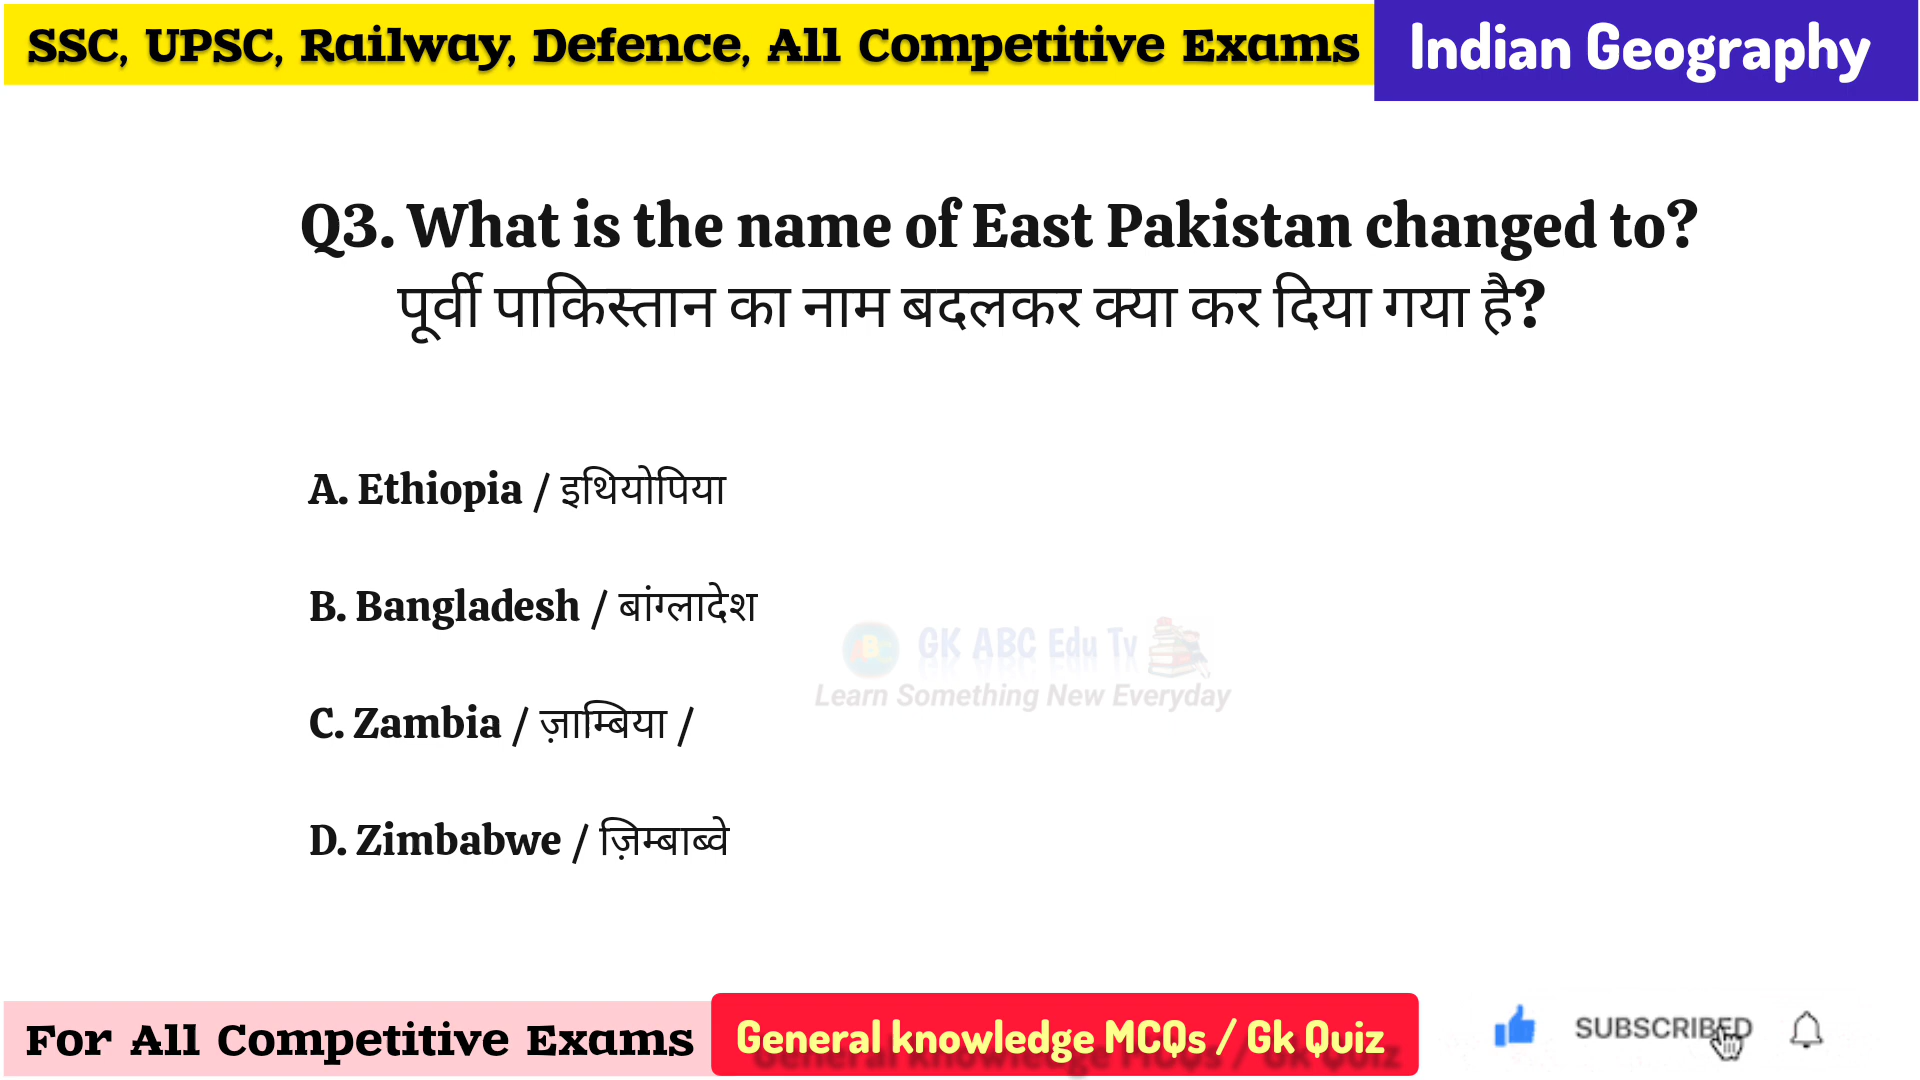 SSC, UPSC, Railway, Defence, All Competitive Exams
Indian Geography
Q3. What is the name of East Pakistan changed to?
पूर्वी पाकिस्तान का नाम बदलकर क्या कर दिया गया है?
A. Ethiopia / इथियोपिया
B. Bangladesh / बांग्लादेश
GK ABC Edu Tv
Learn Something New Everyday
C. Zambia / ज़ाम्बिया /
D. Zimbabwe / ज़िम्बाब्वे
For All Competitive Exams
General knowledge MCQs / Gk Quiz
SUBSCRIBED